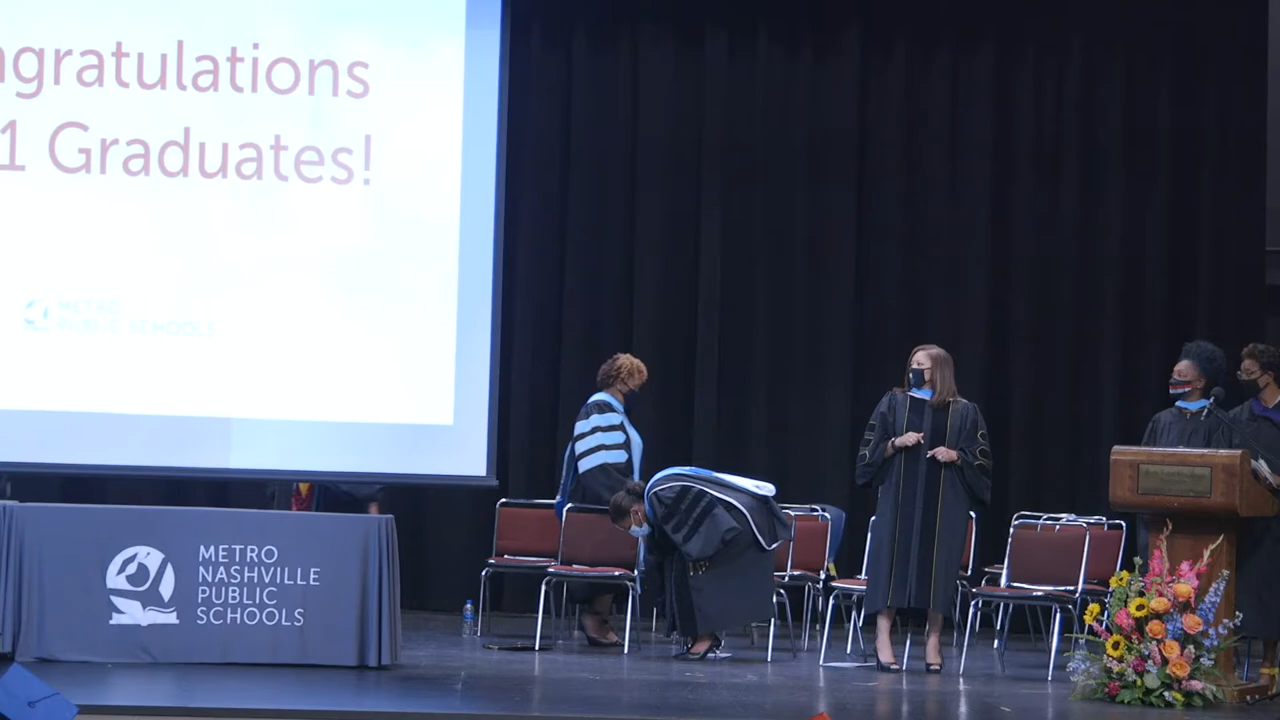 ngratulations
1 Graduates!
METRO
PUBLIC SCHOOLS
METRO
NASHVILLE
PUBLIC
SCHOOLS